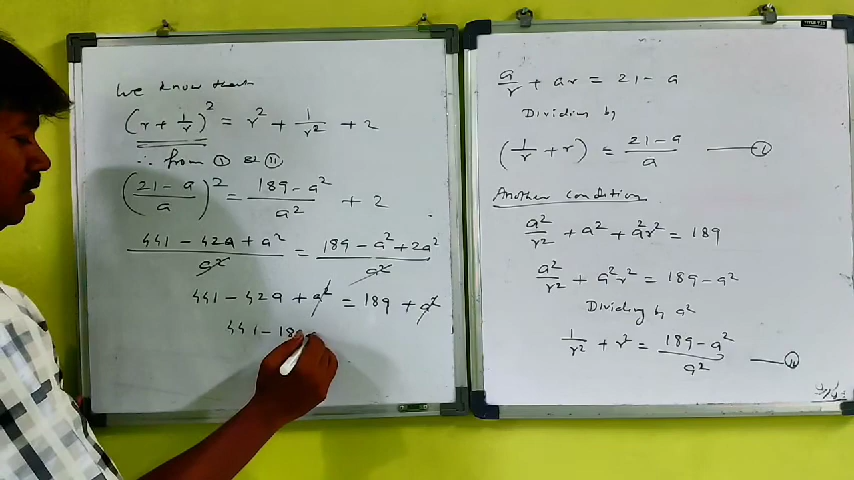 We know that
(r + 1/r)² = r² + 1/r² + 2
∴ from ① & ⑪
((21 - a)/a)² = (189 - a²)/a² + 2
(441 - 42a + a²)/a² = (189 - a² + 2a²)/a²
441 - 42a + a² = 189 + a²
441 - 18
a/r + ar = 21 - a
Dividing by
(1/r + r) = (21 - a)/a —— ①
Another condition
a²/r² + a² + a²r² = 189
a²/r² + a²r² = 189 - a²
Dividing by a²
1/r² + r² = (189 - a²)/a² —— ⑪